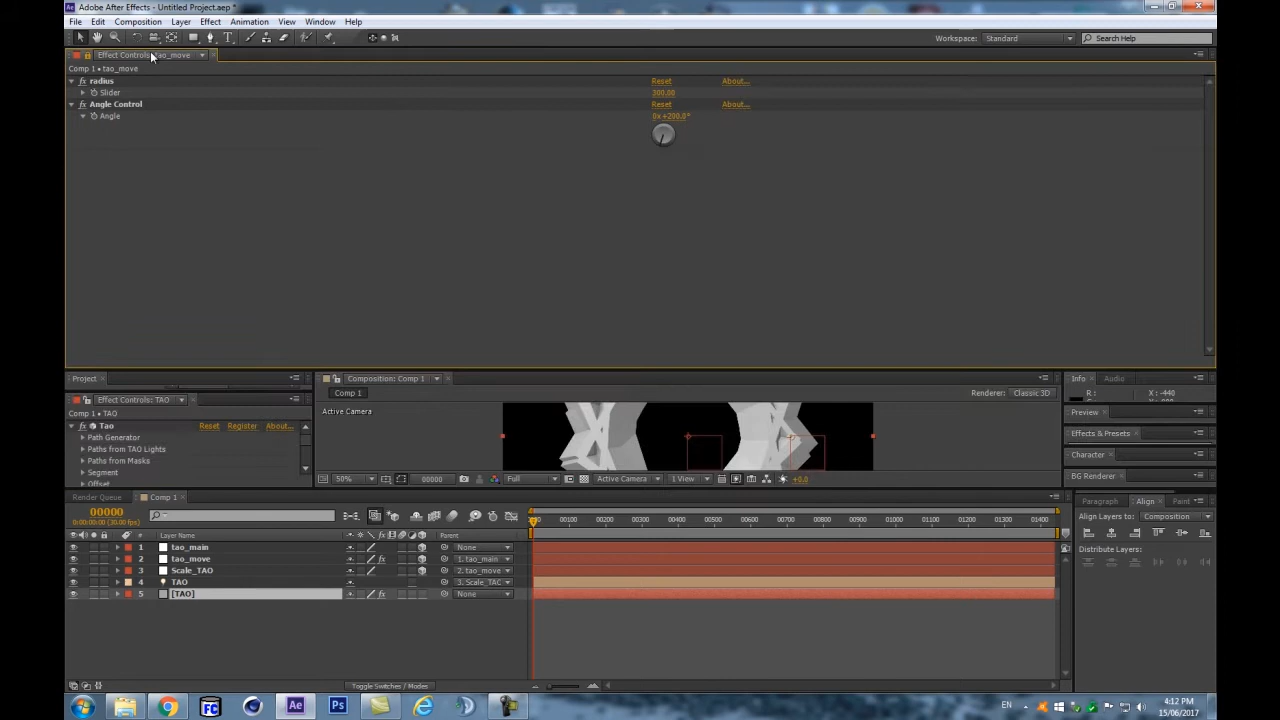 Adobe After Effects - Untitled Project.aep *
File Edit Composition Layer Effect Animation View Window Help
Workspace: Standard Search Help
Effect Controls: tao_move
Comp 1 • tao_move
fx radius Reset About...
Slider 300.00
fx Angle Control Reset About...
Angle 0x +200.0°
Project
Effect Controls: TAO
Comp 1 • TAO
Tao Reset Register About...
Path Generator
Paths from TAO Lights
Paths from Masks
Segment
Offset
Composition: Comp 1
Comp 1
Renderer: Classic 3D
Active Camera
50% 00000 Full Active Camera 1 View +0.0
Info Audio
R: X : -440
Preview
Effects & Presets
Character
BG Renderer
Render Queue Comp 1
00000
0:00:00:00 (30.00 fps)
# Layer Name Parent
1 tao_main None
2 tao_move fx 1. tao_main
3 Scale_TAO 2. tao_move
4 TAO 3. Scale_TAC
5 [TAO] fx None
00100 00200 00300 00400 00500 00600 00700 00800 00900 01000 01100 01200 01300 01400
Toggle Switches / Modes
Paragraph Align Paint
Align Layers to: Composition
Distribute Layers:
FC Ae Ps
EN
4:12 PM
15/06/2017